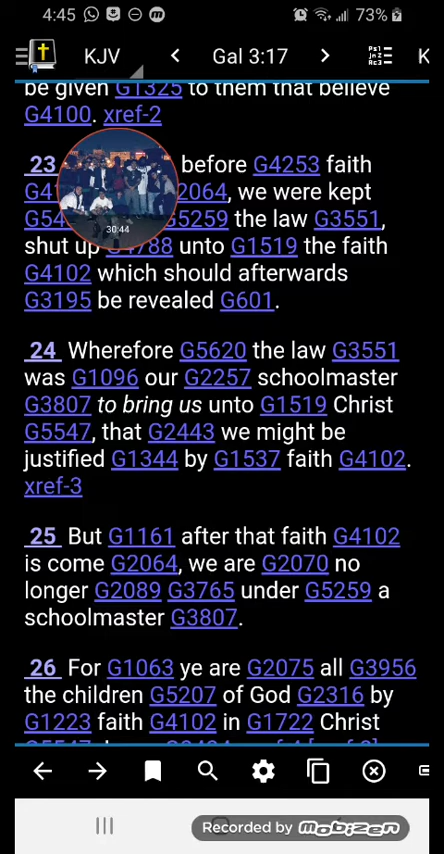 4:45 73%
KJV < Gal 3:17 > K
be given G1325 to them that believe
G4100. xref-2
23 before G4253 faith
G41 2064, we were kept
G54 G5259 the law G3551,
shut up G4788 unto G1519 the faith
G4102 which should afterwards
G3195 be revealed G601.
30:44
24 Wherefore G5620 the law G3551
was G1096 our G2257 schoolmaster
G3807 to bring us unto G1519 Christ
G5547, that G2443 we might be
justified G1344 by G1537 faith G4102.
xref-3
25 But G1161 after that faith G4102
is come G2064, we are G2070 no
longer G2089 G3765 under G5259 a
schoolmaster G3807.
26 For G1063 ye are G2075 all G3956
the children G5207 of God G2316 by
G1223 faith G4102 in G1722 Christ
Recorded by Mobizen